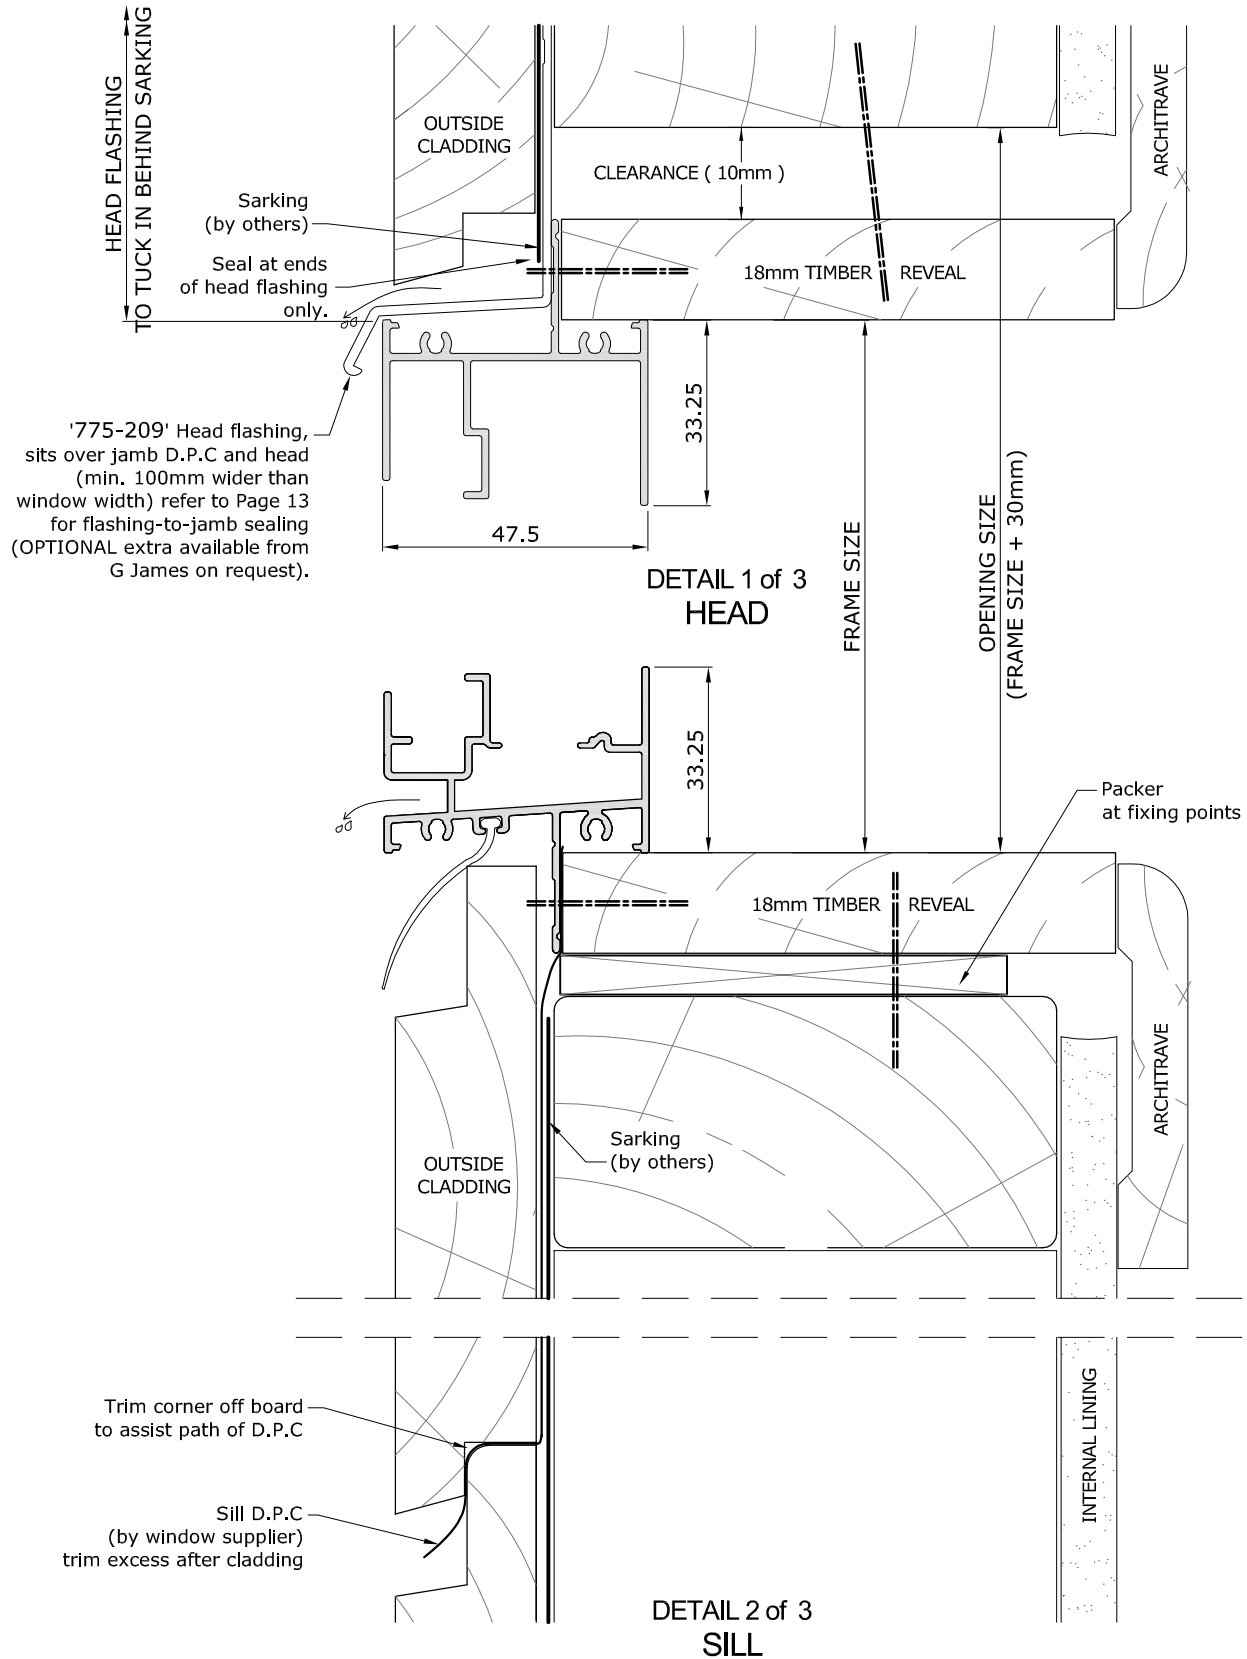 HEAD FLASHING
TO TUCK IN BEHIND SARKING
OUTSIDE
CLADDING
Sarking
(by others)
Seal at ends
of head flashing
only.
CLEARANCE ( 10mm )
ARCHITRAVE
18mm TIMBER REVEAL
'775-209' Head flashing,
sits over jamb D.P.C and head
(min. 100mm wider than
window width) refer to Page 13
for flashing-to-jamb sealing
(OPTIONAL extra available from
G James on request).
33.25
47.5
DETAIL 1 of 3
HEAD
FRAME SIZE
OPENING SIZE
(FRAME SIZE + 30mm)
33.25
Packer
at fixing points
18mm TIMBER REVEAL
ARCHITRAVE
Sarking
(by others)
OUTSIDE
CLADDING
Trim corner off board
to assist path of D.P.C
INTERNAL LINING
Sill D.P.C
(by window supplier)
trim excess after cladding
DETAIL 2 of 3
SILL